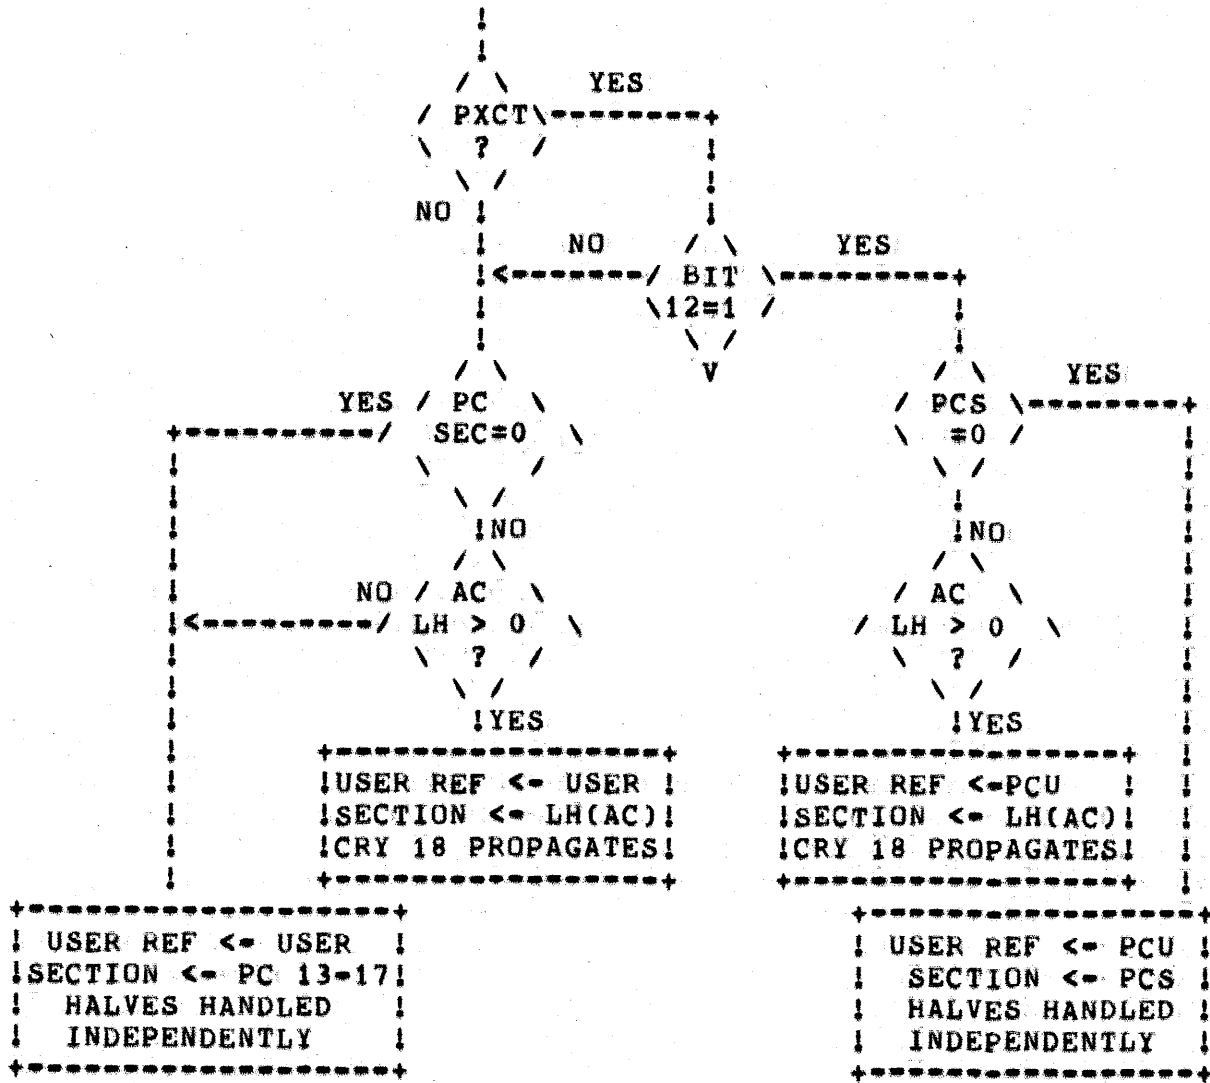 YES
PXCT
?
NO
NO YES
BIT
12=1
V
YES
YES PC PCS
SEC=0 =0
NO NO
NO AC AC
LH > 0 LH > 0
? ?
YES YES
USER REF <- USER USER REF <-PCU
SECTION <- LH(AC) SECTION <- LH(AC)
CRY 18 PROPAGATES CRY 18 PROPAGATES
USER REF <- USER USER REF <- PCU
SECTION <- PC 13-17 SECTION <- PCS
HALVES HANDLED HALVES HANDLED
INDEPENDENTLY INDEPENDENTLY